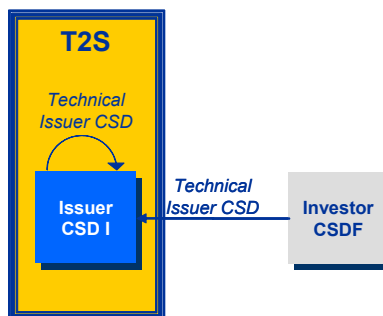 T2S
Technical
Issuer CSD
Technical
Issuer CSD
Issuer
CSD I
Investor
CSDF